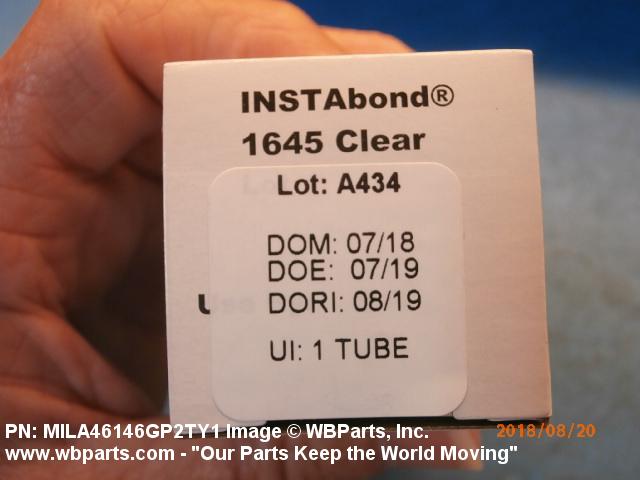 INSTAbond®
1645 Clear
Lot: A434
DOM: 07/18
DOE: 07/19
DORI: 08/19
UI: 1 TUBE
PN: MILA46146GP2TY1 Image © WBParts, Inc.
2018/08/20
www.wbparts.com - "Our Parts Keep the World Moving"